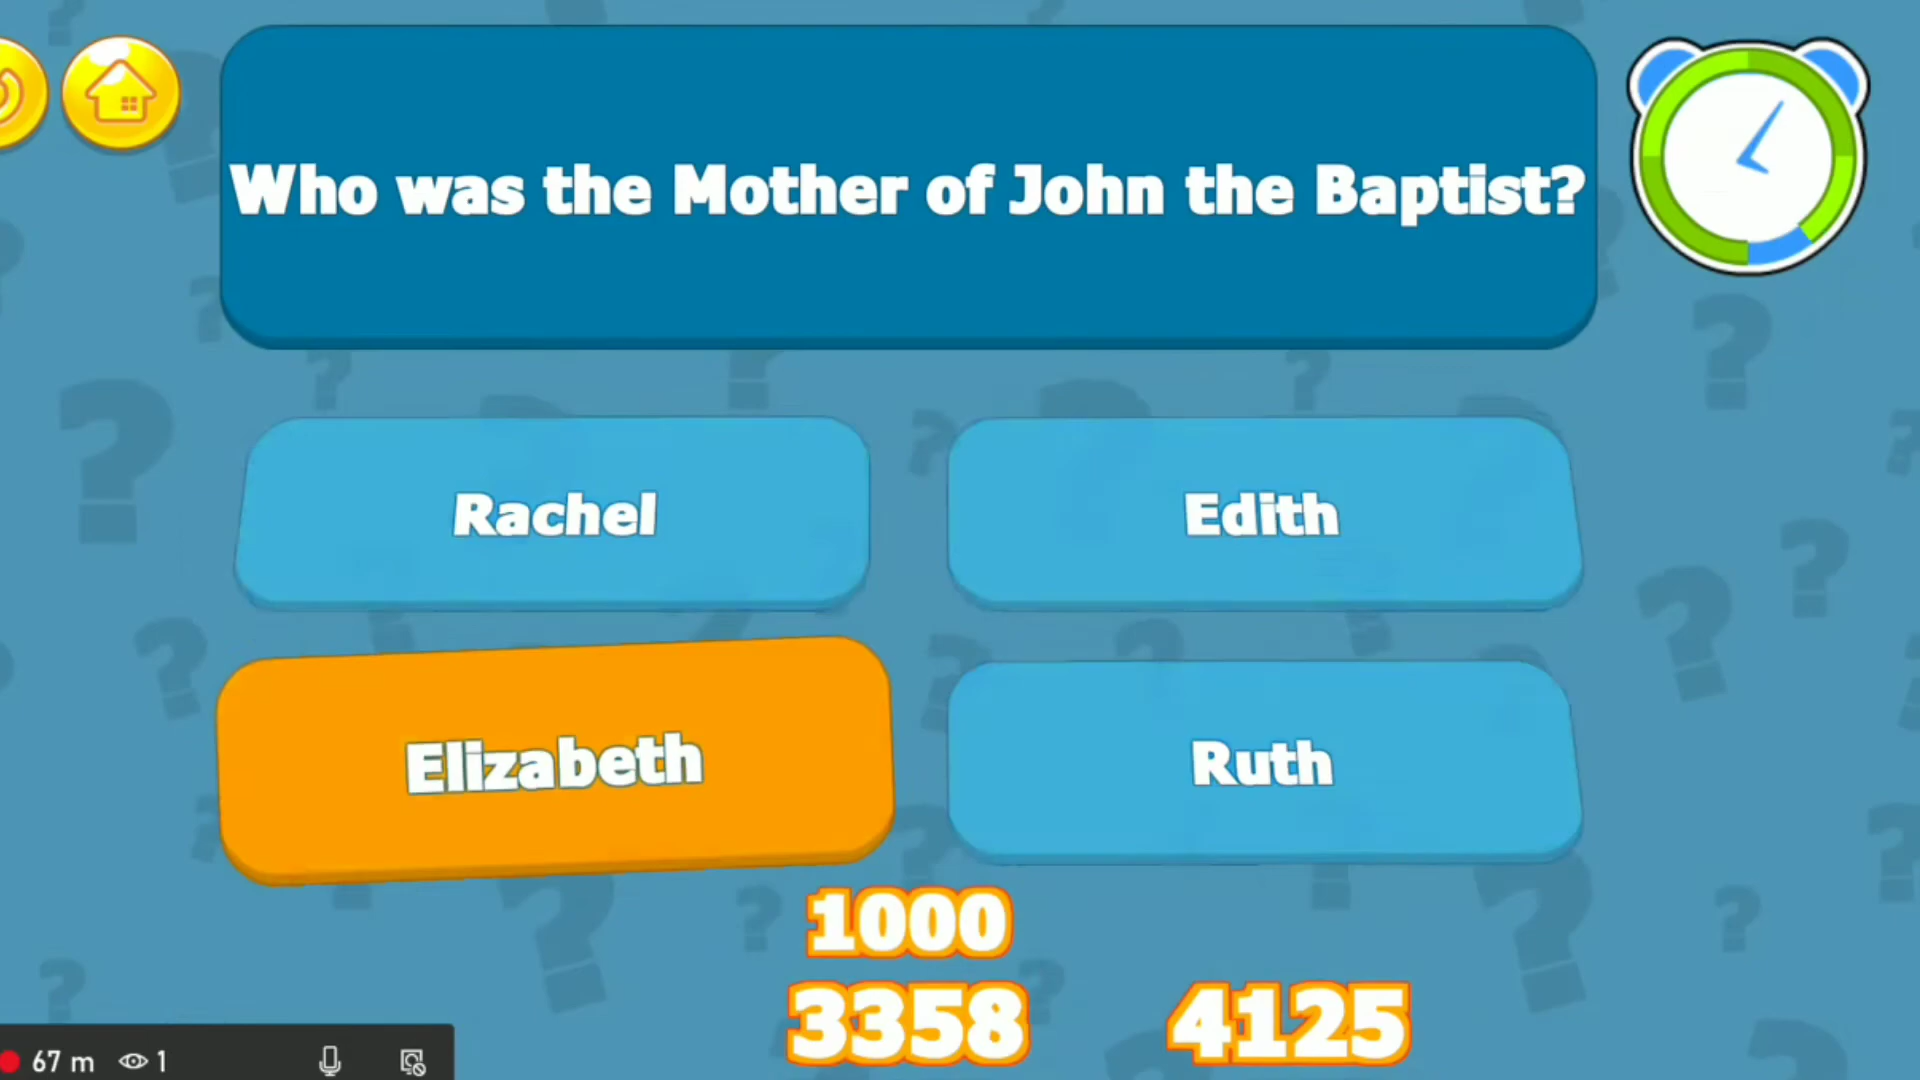 Who was the Mother of John the Baptist?
Rachel
Edith
Elizabeth
Ruth
1000
3358
4125
67 m
1